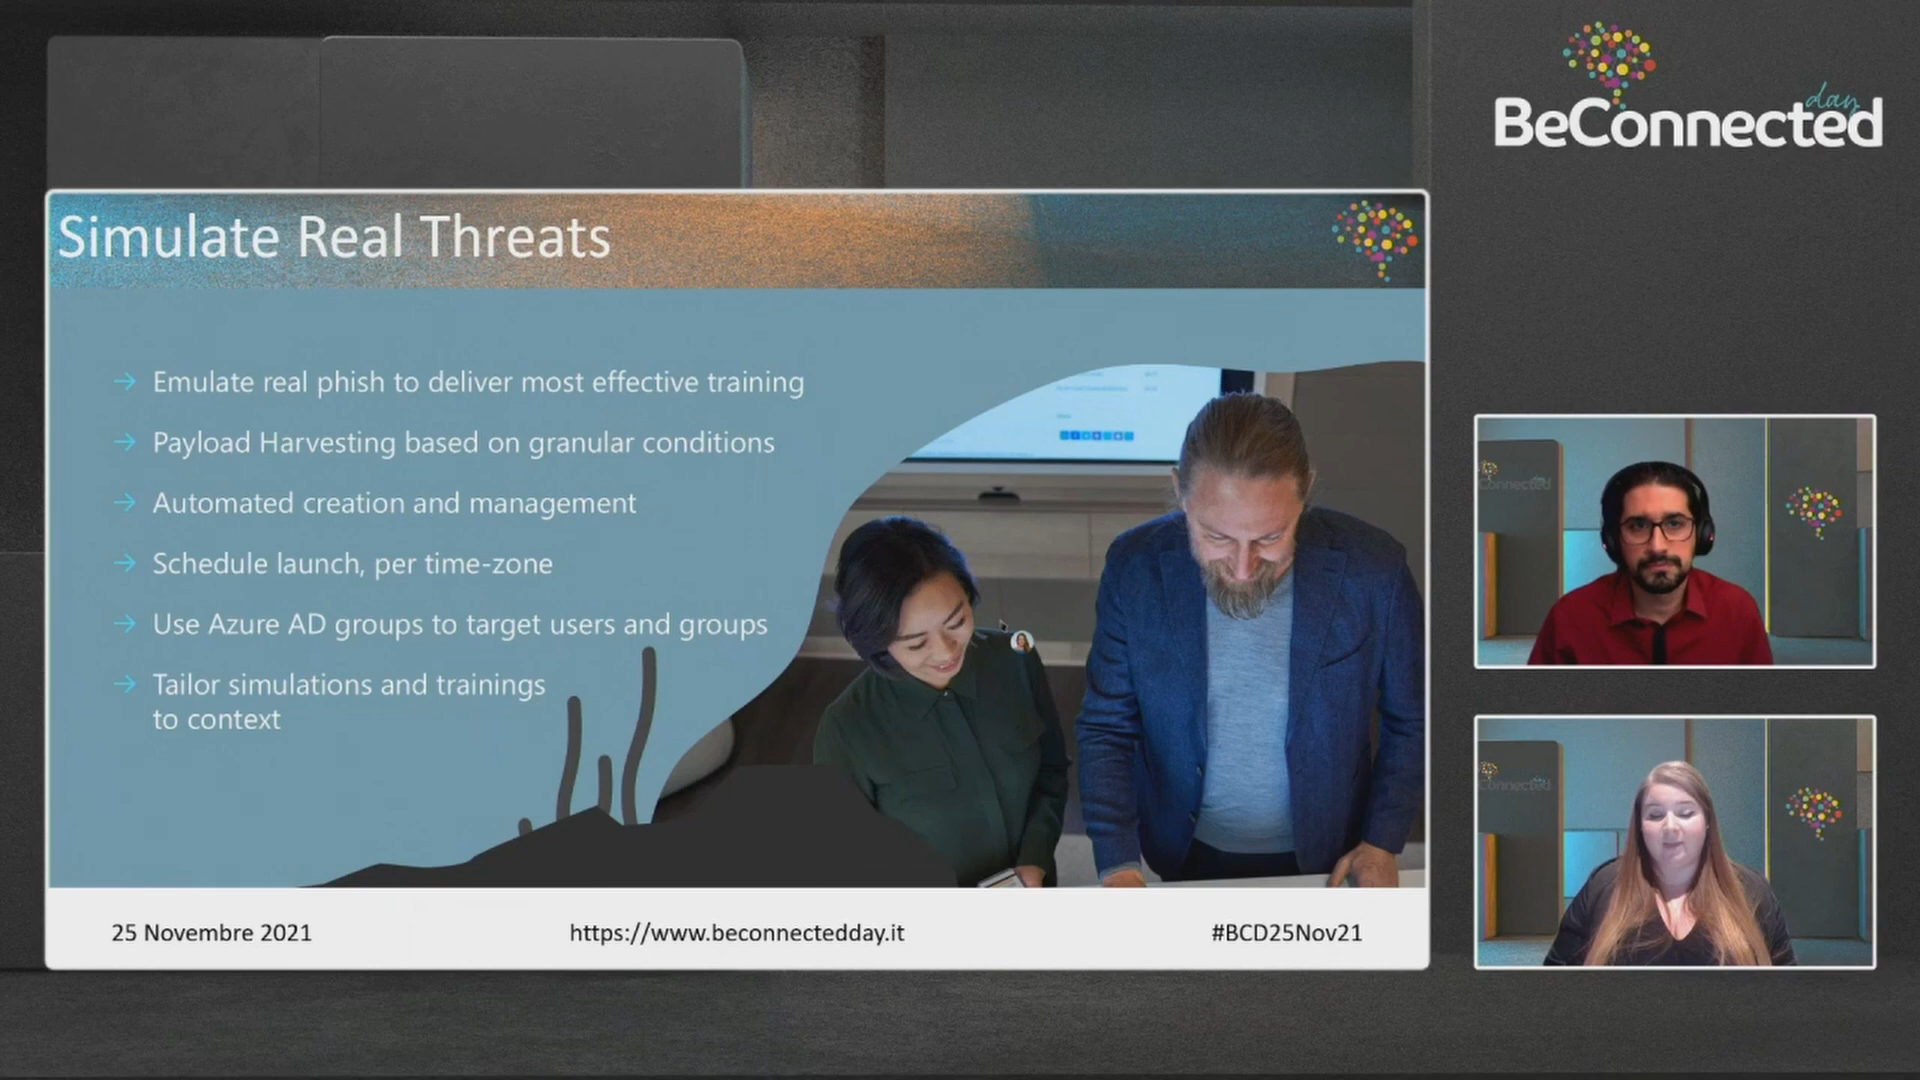 day
BeConnected
Simulate Real Threats
→ Emulate real phish to deliver most effective training
→ Payload Harvesting based on granular conditions
→ Automated creation and management
→ Schedule launch, per time-zone
→ Use Azure AD groups to target users and groups
→ Tailor simulations and trainings
to context
25 Novembre 2021
https://www.beconnectedday.it
#BCD25Nov21
Connected
Connected